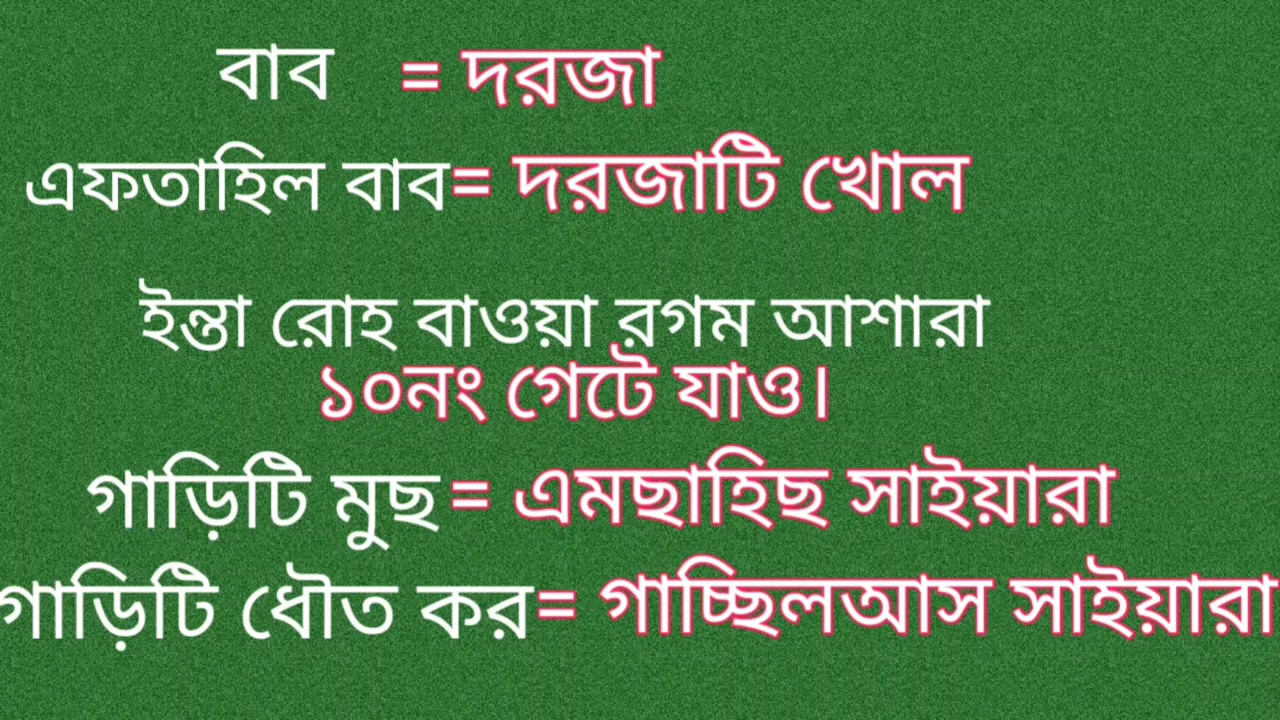 বাব = দরজা
এফতাহিল বাব= দরজাটি খোল
ইন্তা রোহ বাওয়া রগম আশারা
১০নং গেটে যাও।
গাড়িটি মুছ= এমছাহিছ সাইয়ারা
গাড়িটি ধৌত কর= গাচ্ছিলআস সাইয়ারা